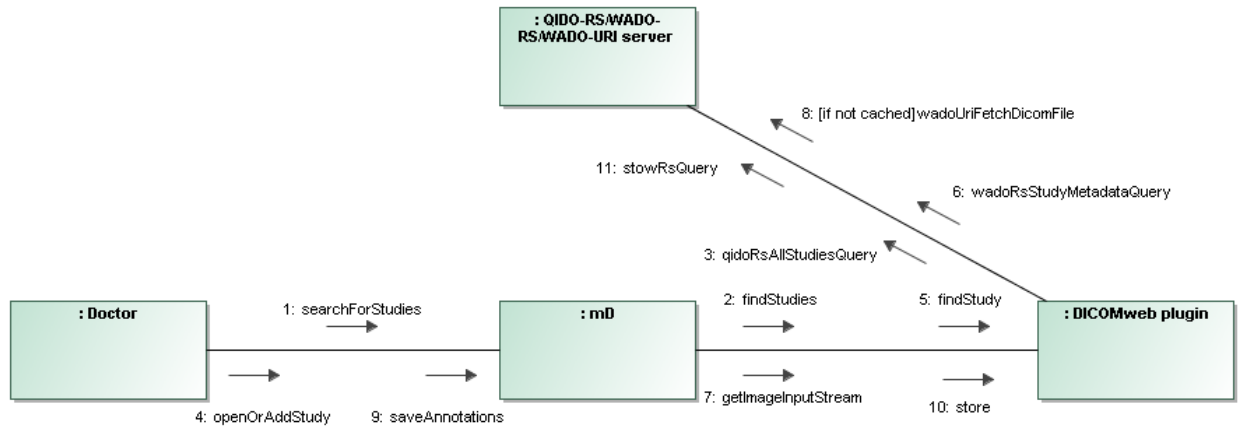 : QIDO-RS/WADO-
RS/WADO-URI server
8: [if not cached]wadoUriFetchDicomFile
11: stowRsQuery
6: wadoRsStudyMetadataQuery
3: qidoRsAllStudiesQuery
1: searchForStudies
2: findStudies
5: findStudy
: Doctor
: mD
: DICOMweb plugin
4: openOrAddStudy
9: saveAnnotations
7: getImageInputStream
10: store